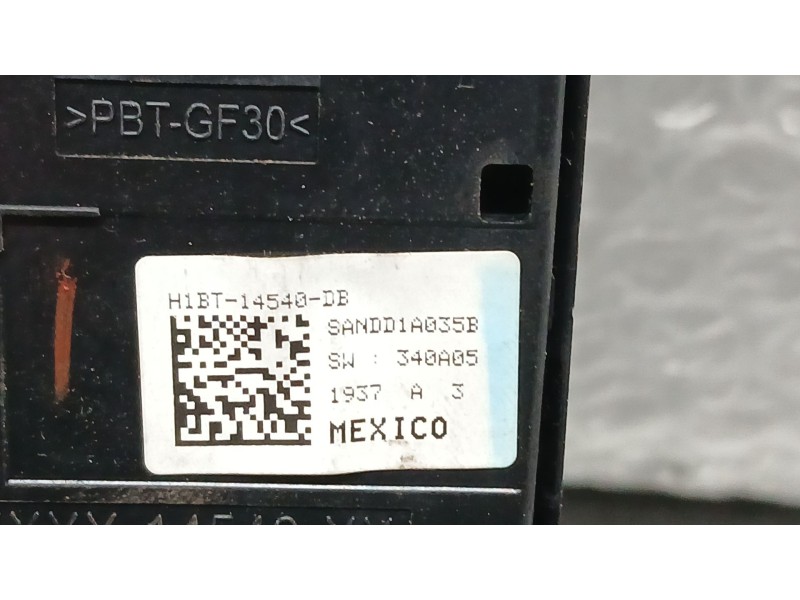 >PBT-GF30<
H1BT-14540-DB
SANDD1A035B
SW : 340A05
1937 A 3
MEXICO